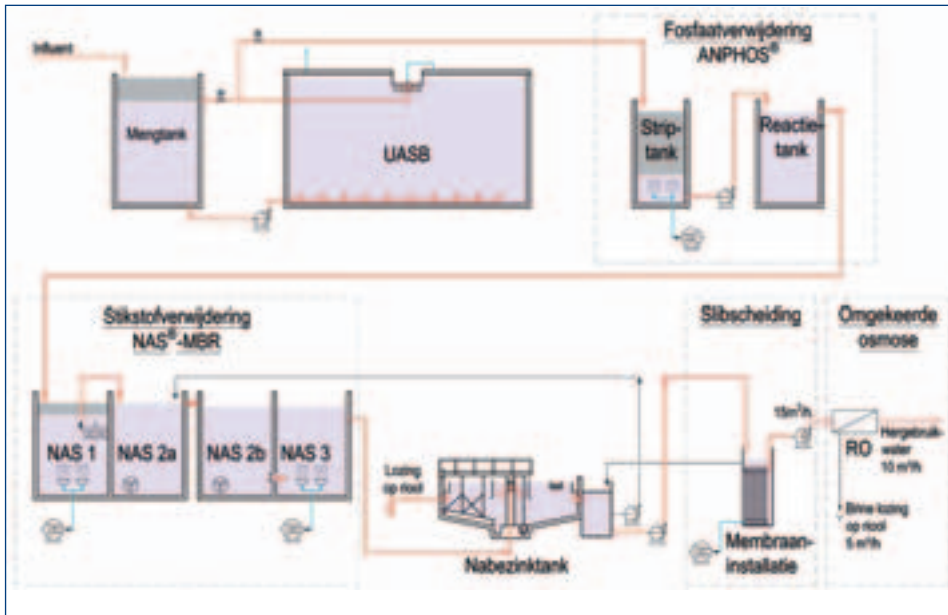 Influent
Mengtank
UASB
Fosfaatverwijdering
ANPHOS®
Strip-
tank
Reactie-
tank
Stikstofverwijdering
NAS®-MBR
NAS 1
NAS 2a
NAS 2b
NAS 3
Lozing
op riool
Nabezinktank
Slibscheiding
15m³/h
Membraan-
installatie
Omgekeerde
osmose
RO
Hergebruik-
water
10 m³/h
Brine lozing
op riool
5 m³/h